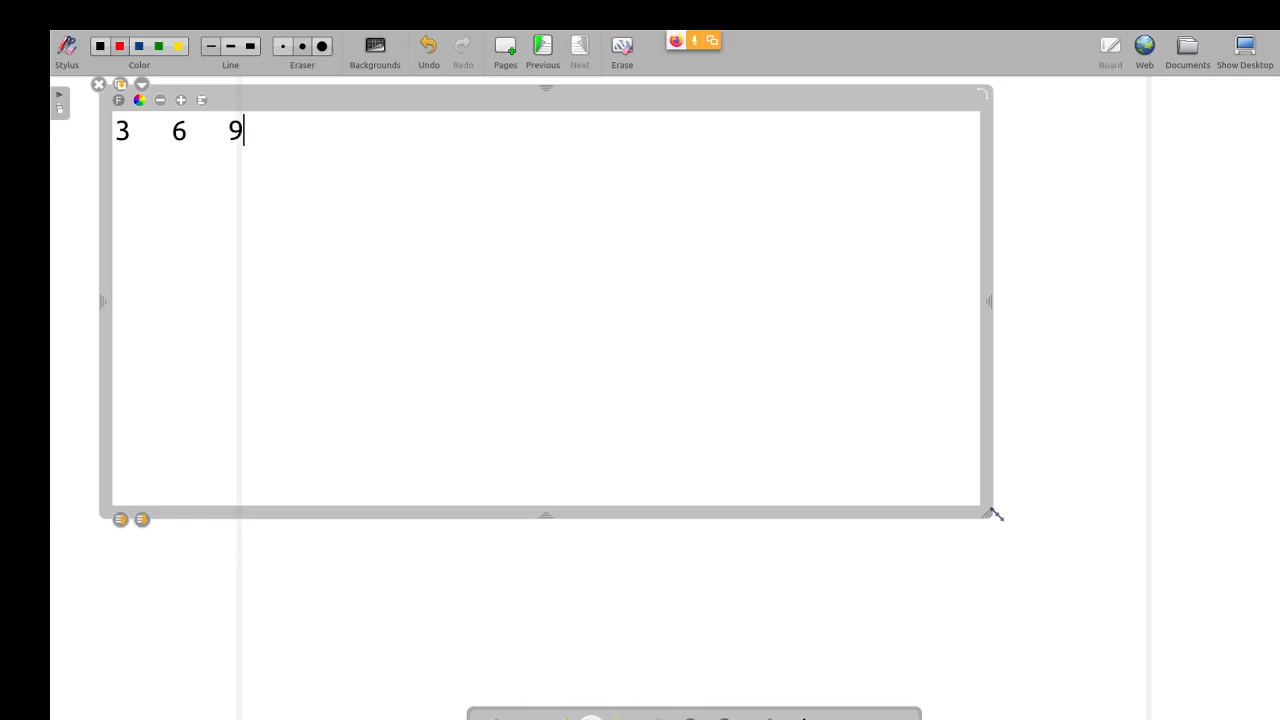 Stylus Color Line Eraser Backgrounds Undo Redo Pages Previous Next Erase Board Web Documents Show Desktop
F
3 6 9